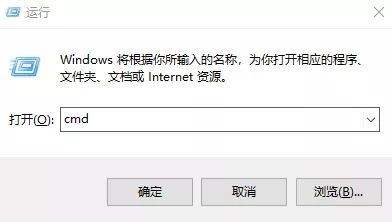 运行
Windows 将根据你所输入的名称，为你打开相应的程序、
文件夹、文档或 Internet 资源。
打开(O): cmd
确定 取消 浏览(B)...